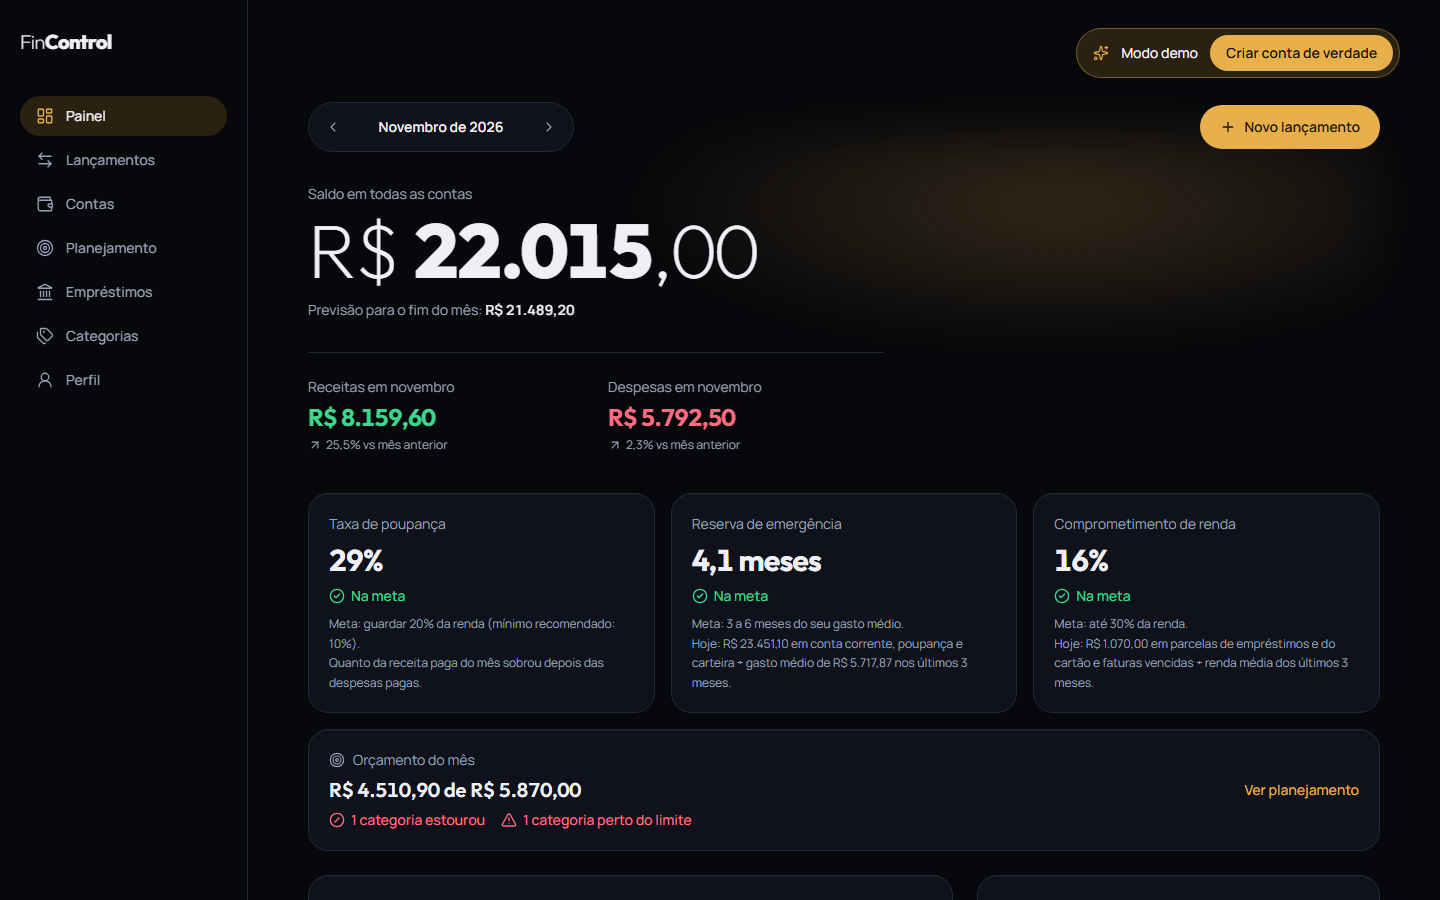 FinControl
Modo demo
Criar conta de verdade
Painel
Lançamentos
Contas
Planejamento
Empréstimos
Categorias
Perfil
Novembro de 2026
Novo lançamento
Saldo em todas as contas
R$ 22.015,00
Previsão para o fim do mês: R$ 21.489,20
Receitas em novembro
R$ 8.159,60
25,5% vs mês anterior
Despesas em novembro
R$ 5.792,50
2,3% vs mês anterior
Taxa de poupança
29%
Na meta
Meta: guardar 20% da renda (mínimo recomendado:
10%).
Quanto da receita paga do mês sobrou depois das
despesas pagas.
Reserva de emergência
4,1 meses
Na meta
Meta: 3 a 6 meses do seu gasto médio.
Hoje: R$ 23.451,10 em conta corrente, poupança e
carteira ÷ gasto médio de R$ 5.717,87 nos últimos 3
meses.
Comprometimento de renda
16%
Na meta
Meta: até 30% da renda.
Hoje: R$ 1.070,00 em parcelas de empréstimos e do
cartão e faturas vencidas ÷ renda média dos últimos 3
meses.
Orçamento do mês
R$ 4.510,90 de R$ 5.870,00
1 categoria estourou
1 categoria perto do limite
Ver planejamento